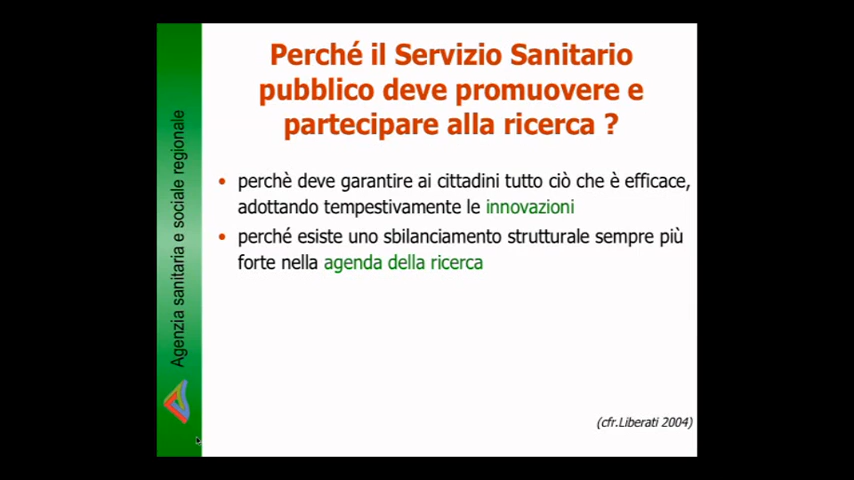 Perché il Servizio Sanitario
pubblico deve promuovere e
partecipare alla ricerca ?
• perchè deve garantire ai cittadini tutto ciò che è efficace,
adottando tempestivamente le innovazioni
• perché esiste uno sbilanciamento strutturale sempre più
forte nella agenda della ricerca
(cfr.Liberati 2004)
Agenzia sanitaria e sociale regionale